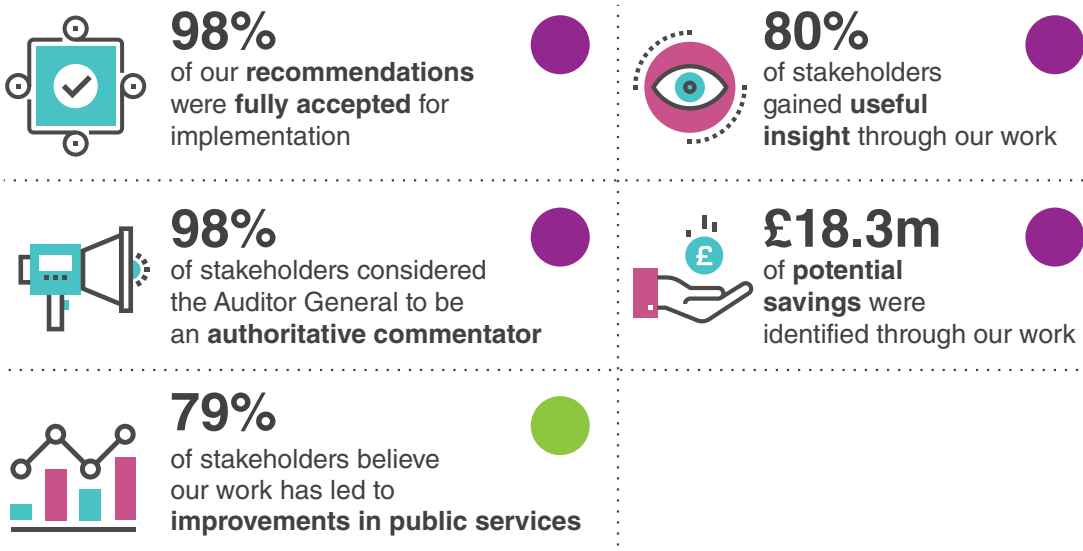 98%
of our recommendations
were fully accepted for
implementation
80%
of stakeholders
gained useful
insight through our work
98%
of stakeholders considered
the Auditor General to be
an authoritative commentator
£
£18.3m
of potential
savings were
identified through our work
79%
of stakeholders believe
our work has led to
improvements in public services